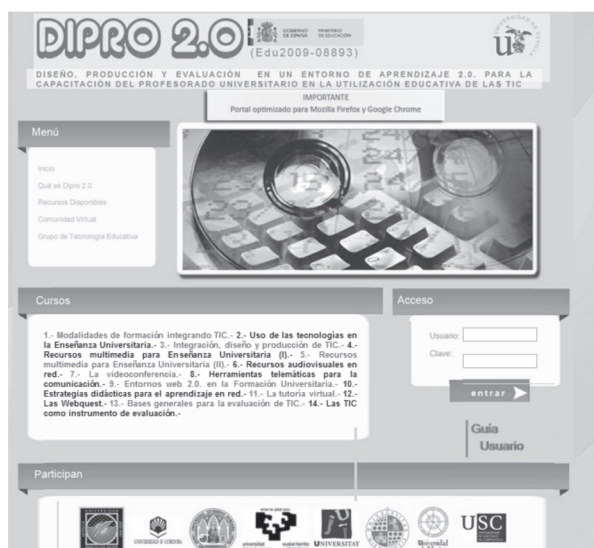 DIPRO 2.0
GOBIERNO DE ESPAÑA
MINISTERIO DE EDUCACIÓN
(Edu2009-08893)
DISEÑO, PRODUCCIÓN Y EVALUACIÓN EN UN ENTORNO DE APRENDIZAJE 2.0. PARA LA
CAPACITACIÓN DEL PROFESORADO UNIVERSITARIO EN LA UTILIZACIÓN EDUCATIVA DE LAS TIC
IMPORTANTE
Portal optimizado para Mozilla Firefox y Google Chrome
Menú
Inicio
Qué es Dipro 2.0
Recursos Disponibles
Comunidad Virtual
Grupo de Tecnología Educativa
Cursos
1.- Modalidades de formación integrando TIC.- 2.- Uso de las tecnologías en
la Enseñanza Universitaria.- 3.- Integración, diseño y producción de TIC.- 4.-
Recursos multimedia para Enseñanza Universitaria (I).- 5.- Recursos
multimedia para Enseñanza Universitaria (II).- 6.- Recursos audiovisuales en
red.- 7.- La videoconferencia.- 8.- Herramientas telemáticas para la
comunicación.- 9.- Entornos web 2.0. en la Formación Universitaria.- 10.-
Estrategias didácticas para el aprendizaje en red.- 11.- La tutoría virtual.- 12.-
Las Webquest.- 13.- Bases generales para la evaluación de TIC.- 14.- Las TIC
como instrumento de evaluación.-
Acceso
Usuario:
Clave:
entrar
Guía
Usuario
Participan
UNIVERSIDAD D CORDOBA
universidad
euskal herriko
UNIVERSITAT
Universidad
USC